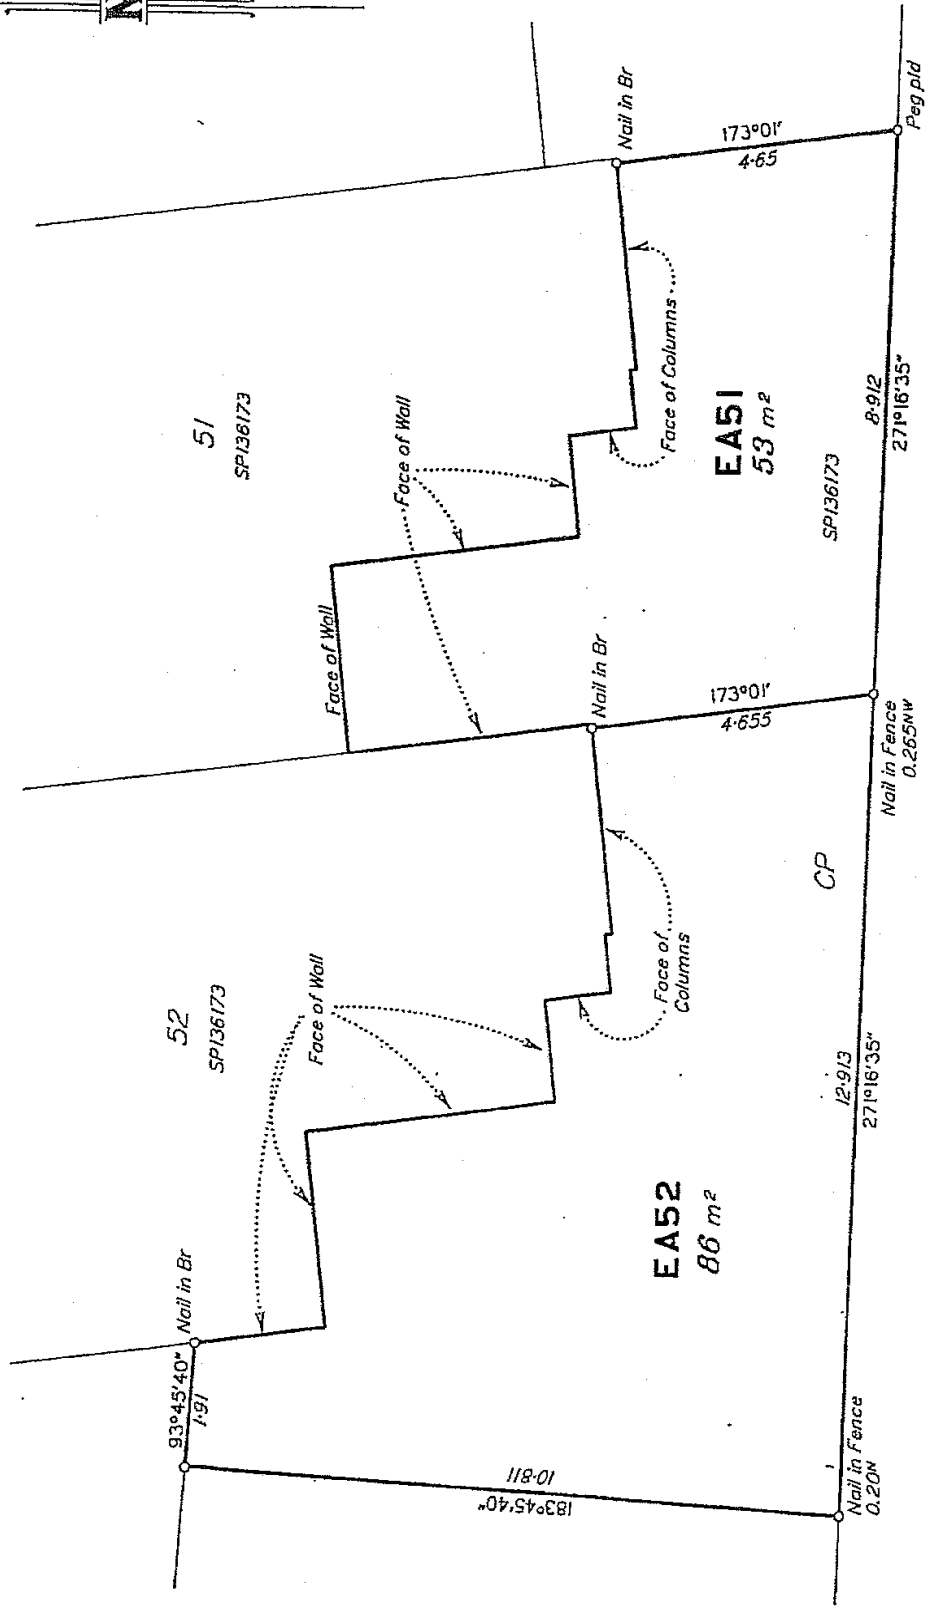 N
Nail in Br
173°01'
4·65
Peg pld
51
SP136173
Face of Wall
Face of Columns
EA51
53 m²
SP136173
8·912
271°16'35"
Face of Wall
Nail in Br
173°01'
4·655
Nail in Fence
0.265NW
CP
52
SP136173
Face of Wall
Face of
Columns
12·913
271°16'35"
EA52
86 m²
Nail in Br
93°45'40"
1·91
10·811
183°45'40"
Nail in Fence
0.20N